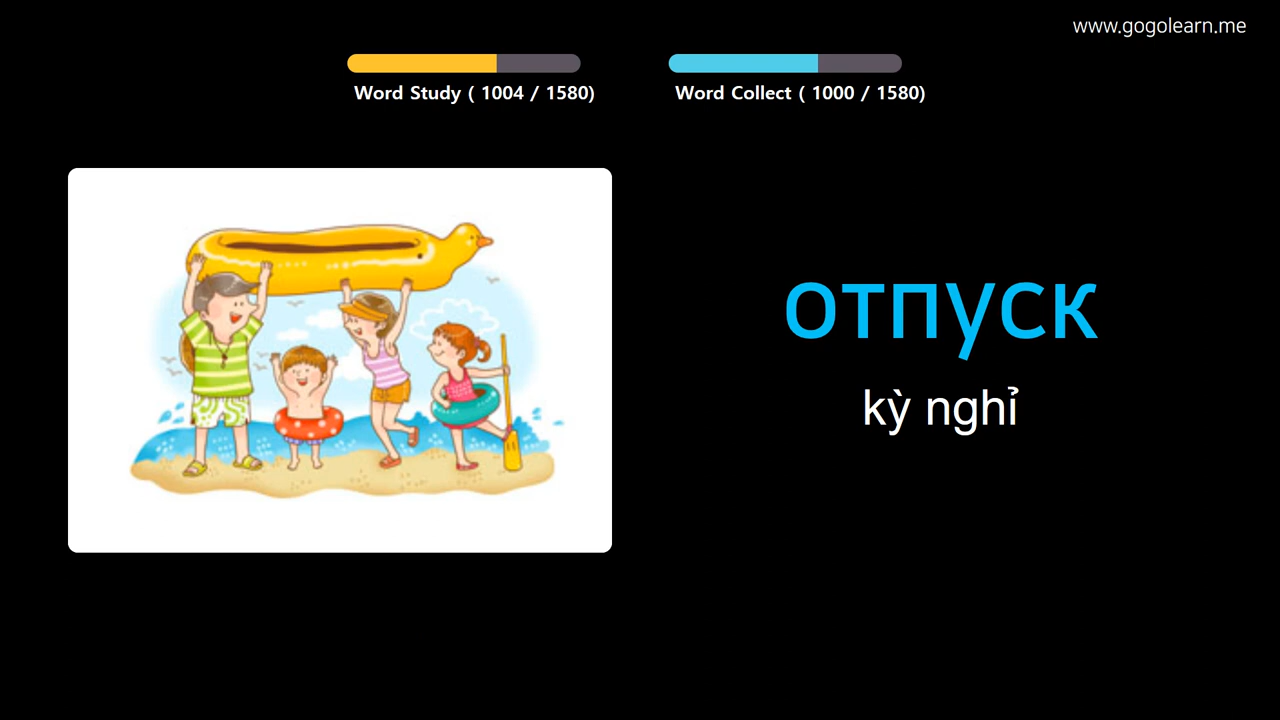 www.gogolearn.me
Word Study ( 1004 / 1580)
Word Collect ( 1000 / 1580)
отпуск
kỳ nghỉ